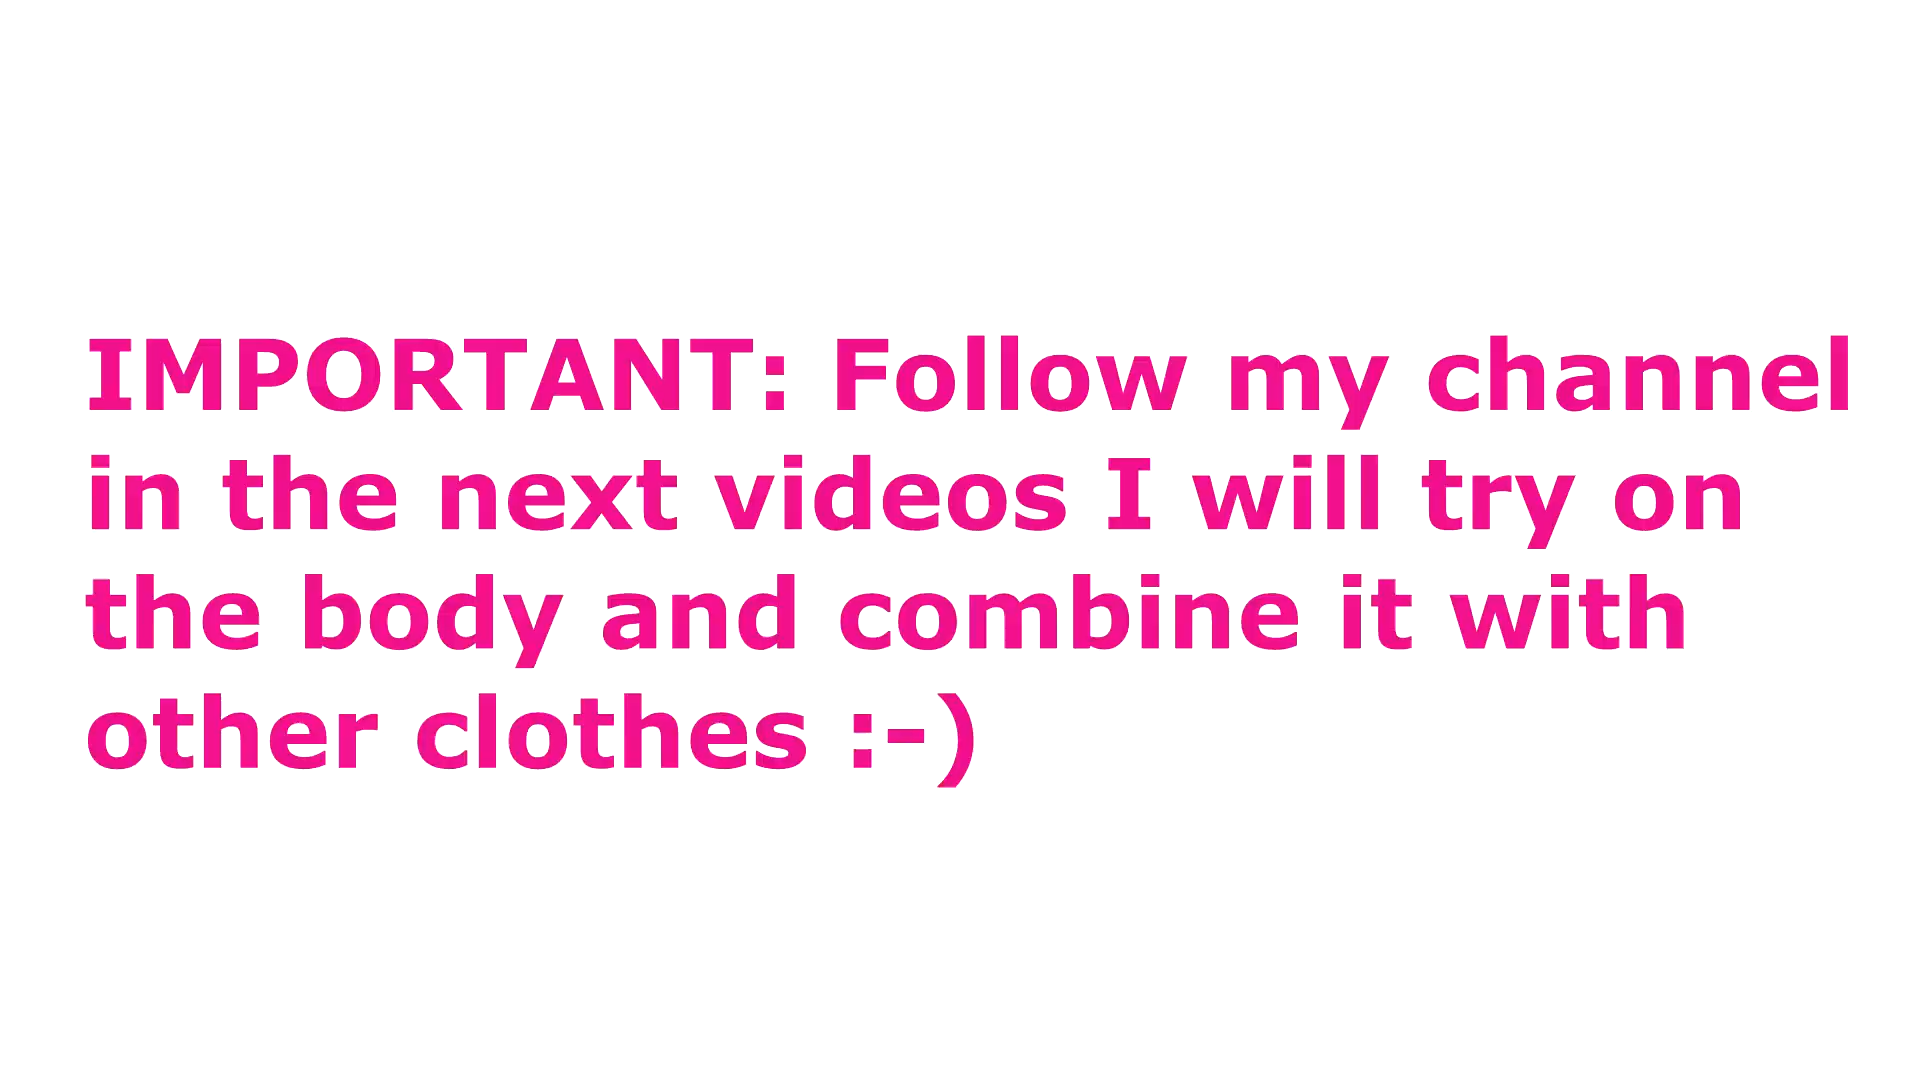 IMPORTANT: Follow my channel
in the next videos I will try on
the body and combine it with
other clothes :-)